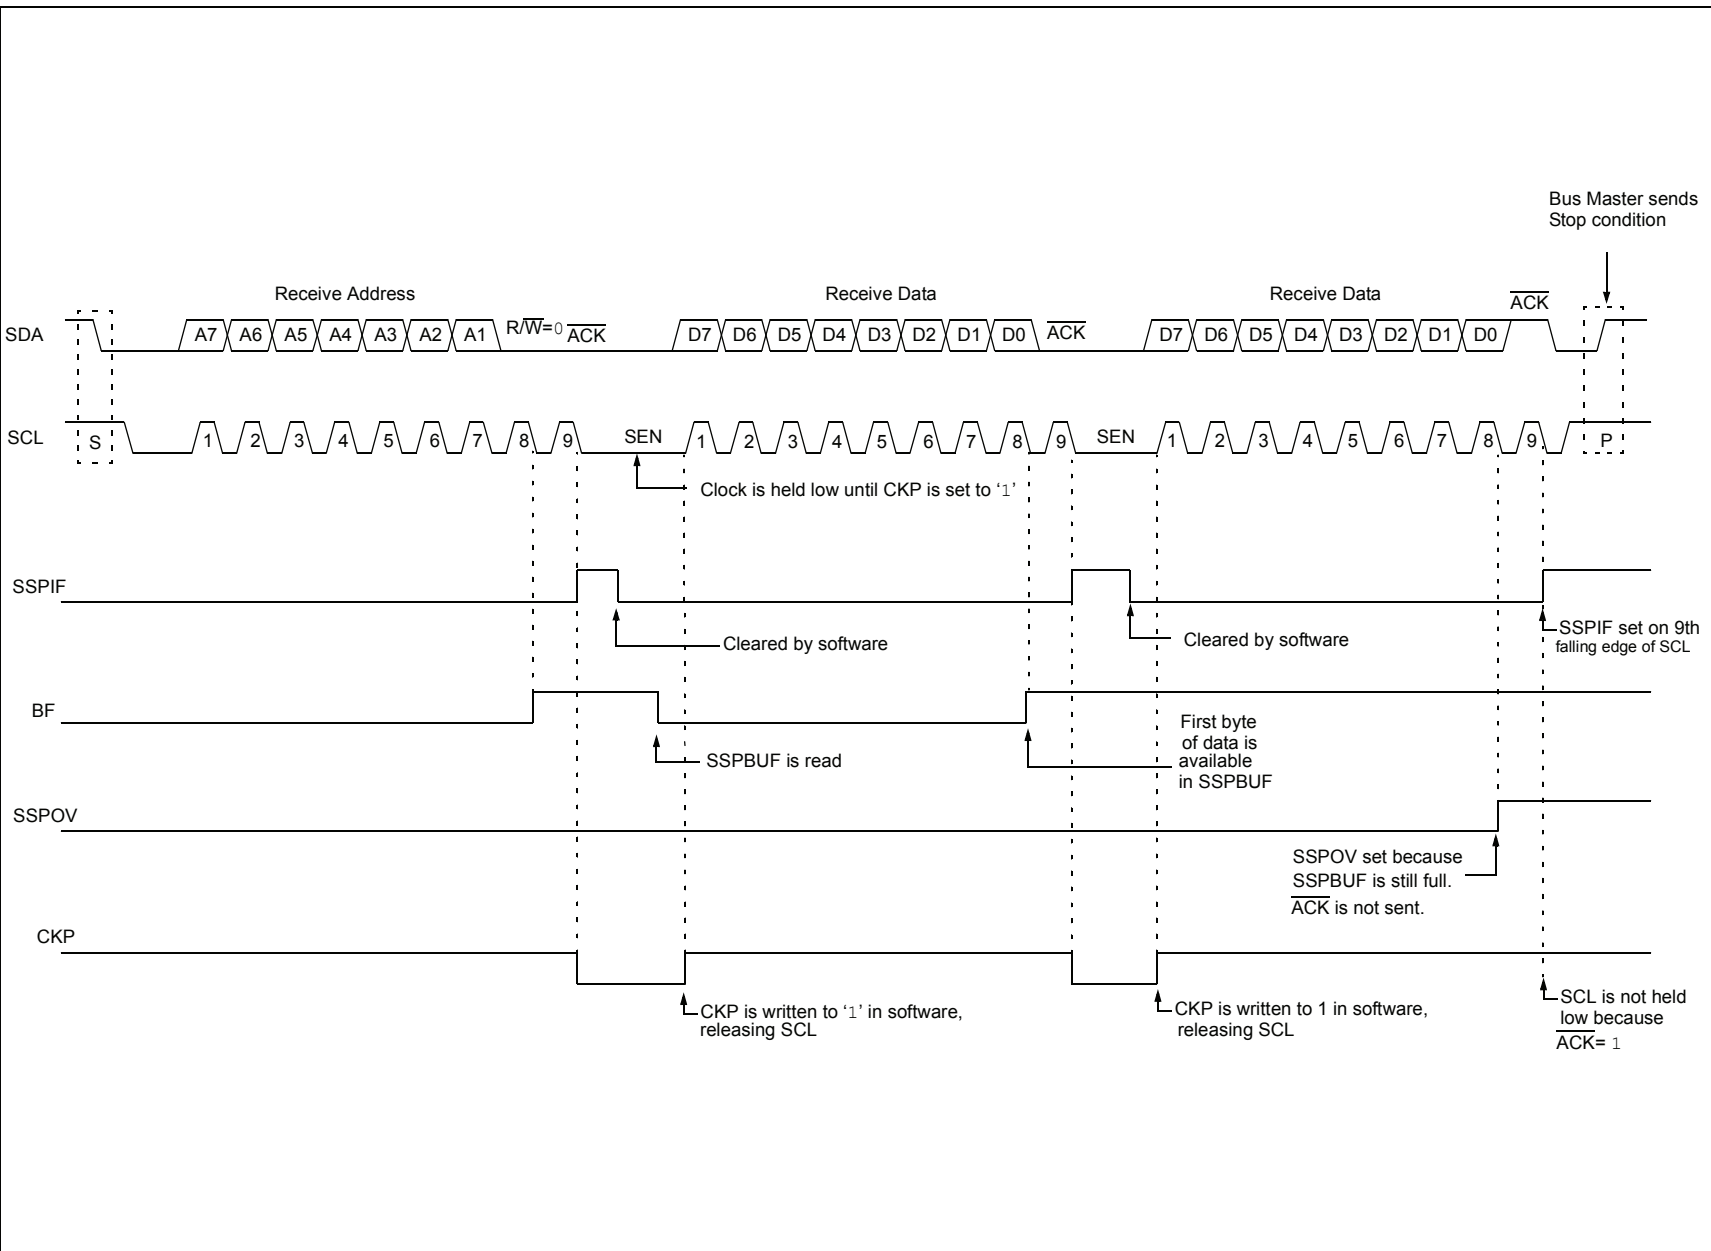 Bus Master sends
Stop condition
Receive Address
Receive Data
Receive Data
ACK
SDA
A7 A6 A5 A4 A3 A2 A1 R/W=0 ACK
D7 D6 D5 D4 D3 D2 D1 D0 ACK
D7 D6 D5 D4 D3 D2 D1 D0
SCL
S
1 2 3 4 5 6 7 8 9 SEN
1 2 3 4 5 6 7 8 9 SEN
1 2 3 4 5 6 7 8 9 P
Clock is held low until CKP is set to ‘1’
SSPIF
Cleared by software
Cleared by software
SSPIF set on 9th
falling edge of SCL
BF
SSPBUF is read
First byte
of data is
available
in SSPBUF
SSPOV
SSPOV set because
SSPBUF is still full.
ACK is not sent.
CKP
CKP is written to ‘1’ in software,
releasing SCL
CKP is written to 1 in software,
releasing SCL
SCL is not held
low because
ACK= 1